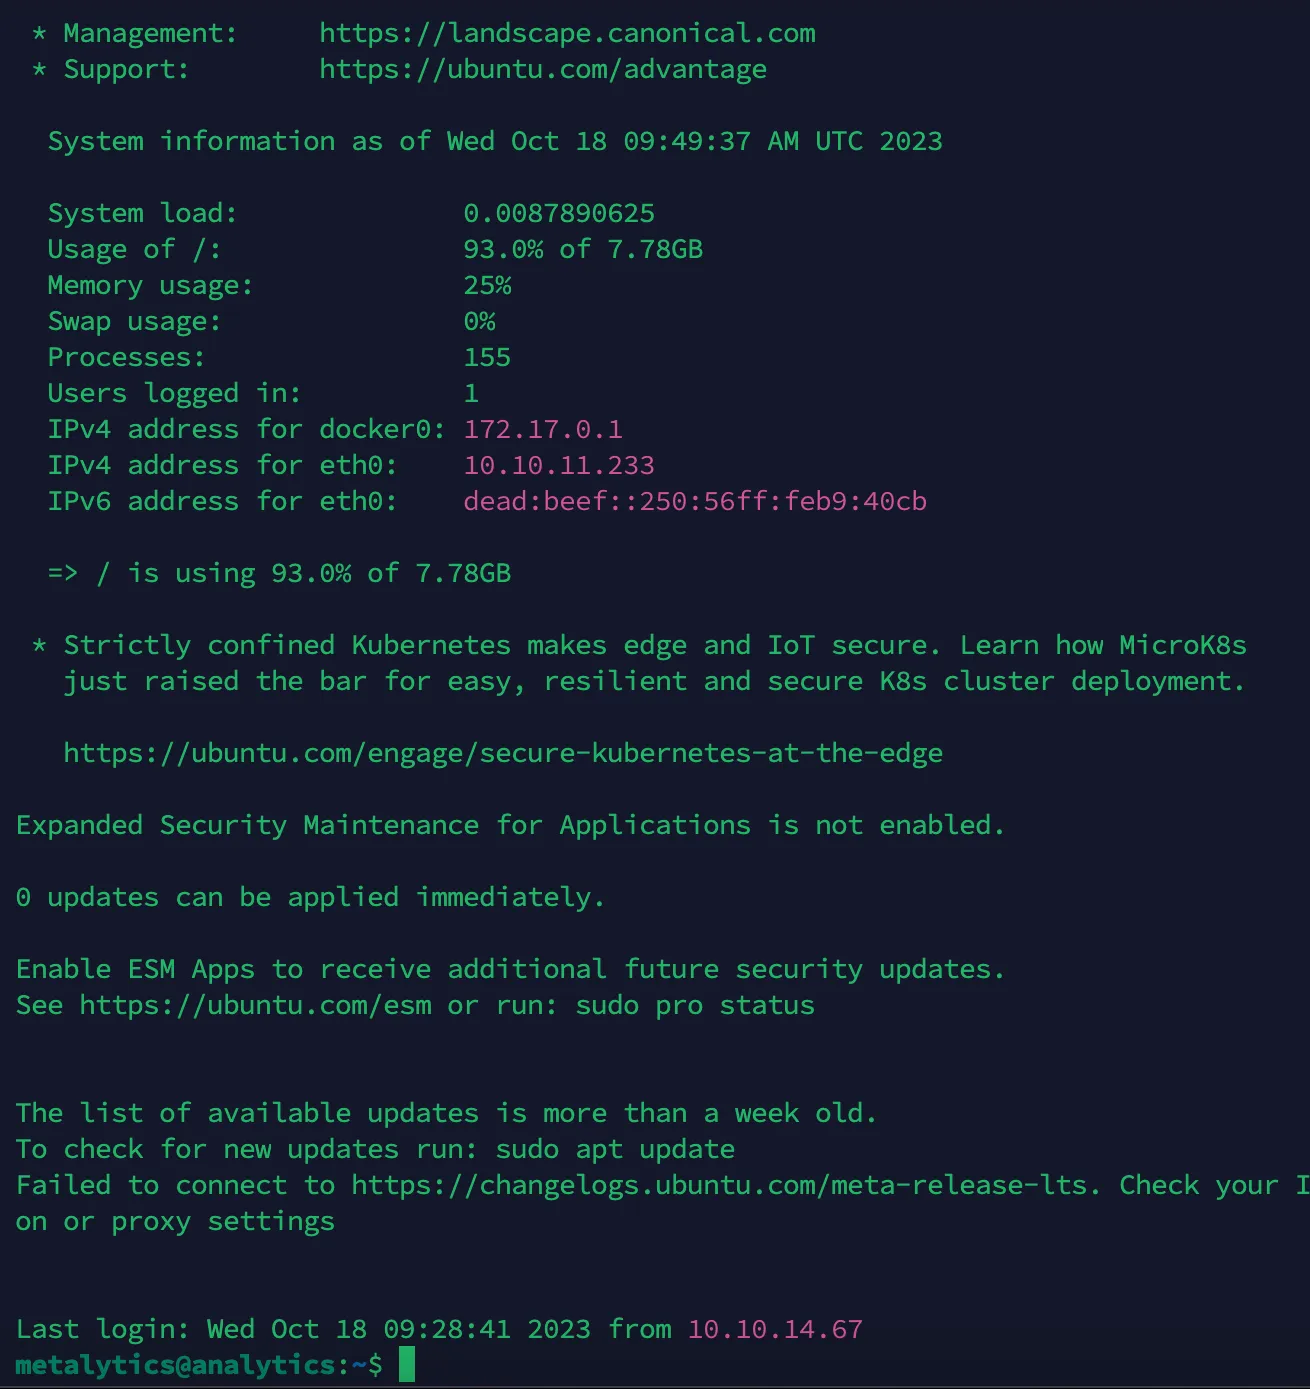 * Management:     https://landscape.canonical.com
* Support:        https://ubuntu.com/advantage
System information as of Wed Oct 18 09:49:37 AM UTC 2023
System load:              0.0087890625
Usage of /:               93.0% of 7.78GB
Memory usage:             25%
Swap usage:               0%
Processes:                155
Users logged in:          1
IPv4 address for docker0: 172.17.0.1
IPv4 address for eth0:    10.10.11.233
IPv6 address for eth0:    dead:beef::250:56ff:feb9:40cb
=> / is using 93.0% of 7.78GB
* Strictly confined Kubernetes makes edge and IoT secure. Learn how MicroK8s
just raised the bar for easy, resilient and secure K8s cluster deployment.
https://ubuntu.com/engage/secure-kubernetes-at-the-edge
Expanded Security Maintenance for Applications is not enabled.
0 updates can be applied immediately.
Enable ESM Apps to receive additional future security updates.
See https://ubuntu.com/esm or run: sudo pro status
The list of available updates is more than a week old.
To check for new updates run: sudo apt update
Failed to connect to https://changelogs.ubuntu.com/meta-release-lts. Check your I
on or proxy settings
Last login: Wed Oct 18 09:28:41 2023 from 10.10.14.67
metalytics@analytics:~$